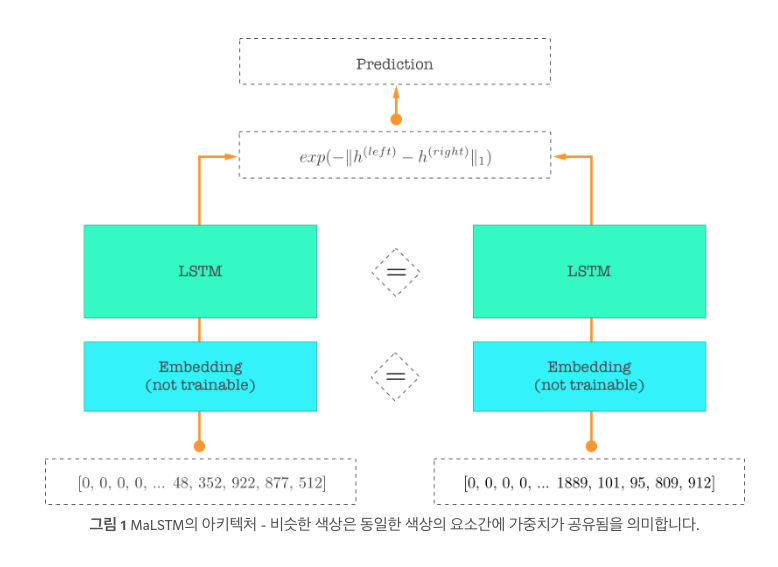 Prediction
exp(−‖h^(left) − h^(right)‖₁)
LSTM = LSTM
Embedding
(not trainable)
=
Embedding
(not trainable)
[0, 0, 0, 0, ... 48, 352, 922, 877, 512]
[0, 0, 0, 0, ... 1889, 101, 95, 809, 912]
그림 1 MaLSTM의 아키텍처 - 비슷한 색상은 동일한 색상의 요소간에 가중치가 공유됨을 의미합니다.